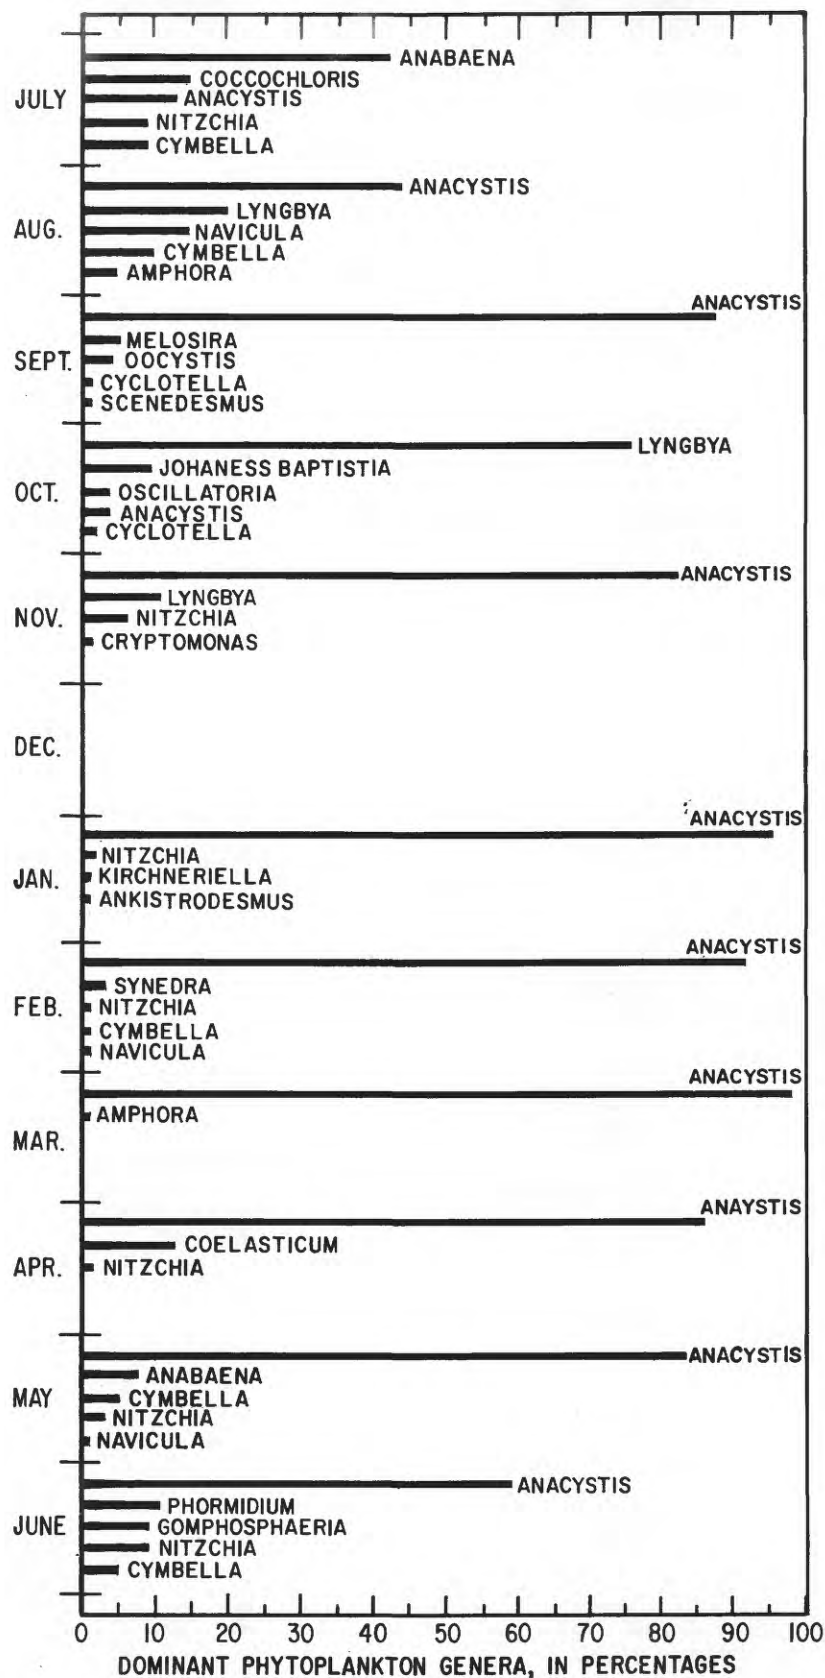 JULY
ANABAENA
COCCOCHLORIS
ANACYSTIS
NITZCHIA
CYMBELLA
AUG.
ANACYSTIS
LYNGBYA
NAVICULA
CYMBELLA
AMPHORA
SEPT.
ANACYSTIS
MELOSIRA
OOCYSTIS
CYCLOTELLA
SCENEDESMUS
OCT.
LYNGBYA
JOHANESS BAPTISTIA
OSCILLATORIA
ANACYSTIS
CYCLOTELLA
NOV.
ANACYSTIS
LYNGBYA
NITZCHIA
CRYPTOMONAS
DEC.
JAN.
ANACYSTIS
NITZCHIA
KIRCHNERIELLA
ANKISTRODESMUS
FEB.
ANACYSTIS
SYNEDRA
NITZCHIA
CYMBELLA
NAVICULA
MAR.
ANACYSTIS
AMPHORA
APR.
ANAYSTIS
COELASTICUM
NITZCHIA
MAY
ANACYSTIS
ANABAENA
CYMBELLA
NITZCHIA
NAVICULA
JUNE
ANACYSTIS
PHORMIDIUM
GOMPHOSPHAERIA
NITZCHIA
CYMBELLA
0 10 20 30 40 50 60 70 80 90 100
DOMINANT PHYTOPLANKTON GENERA, IN PERCENTAGES